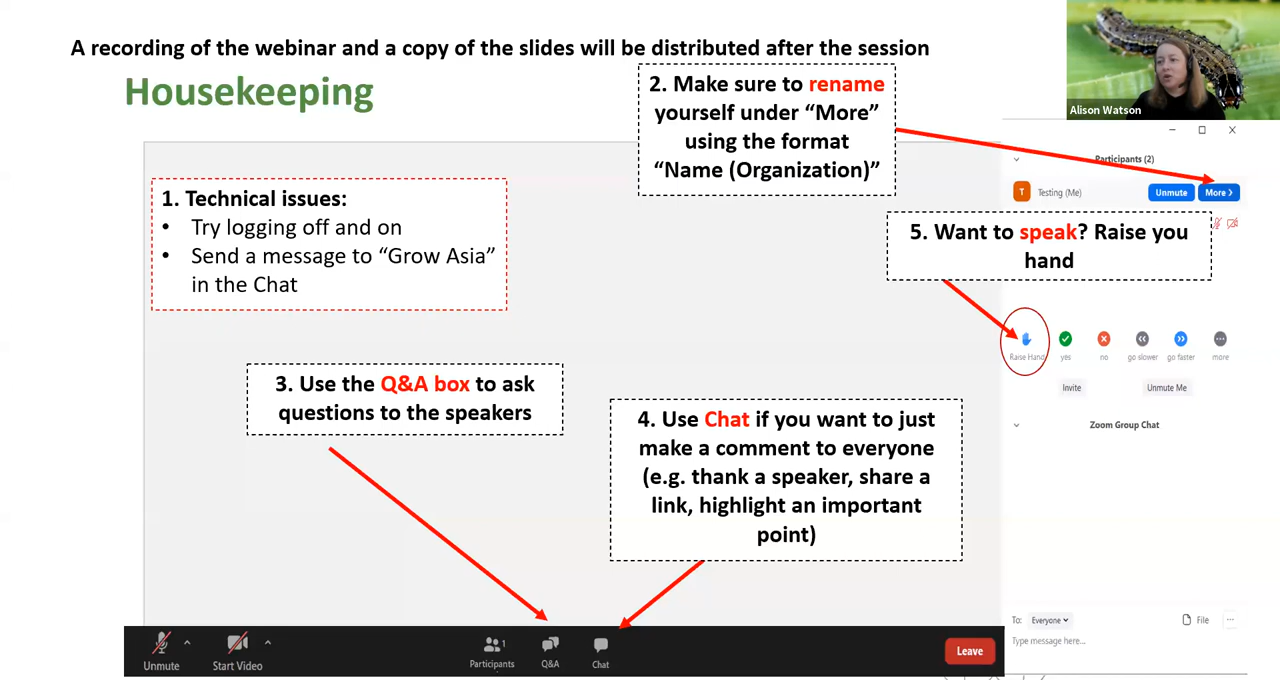 A recording of the webinar and a copy of the slides will be distributed after the session
Housekeeping
2. Make sure to rename
yourself under “More”
using the format
“Name (Organization)”
Alison Watson
Participants (2)
T
Testing (Me)
Unmute
More >
1. Technical issues:
• Try logging off and on
• Send a message to “Grow Asia”
in the Chat
5. Want to speak? Raise you
hand
Raise Hand
yes
no
go slower
go faster
more
Invite
Unmute Me
3. Use the Q&A box to ask
questions to the speakers
4. Use Chat if you want to just
make a comment to everyone
(e.g. thank a speaker, share a
link, highlight an important
point)
Zoom Group Chat
To: Everyone
File
Type message here...
Unmute
Start Video
1
Participants
Q&A
Chat
Leave